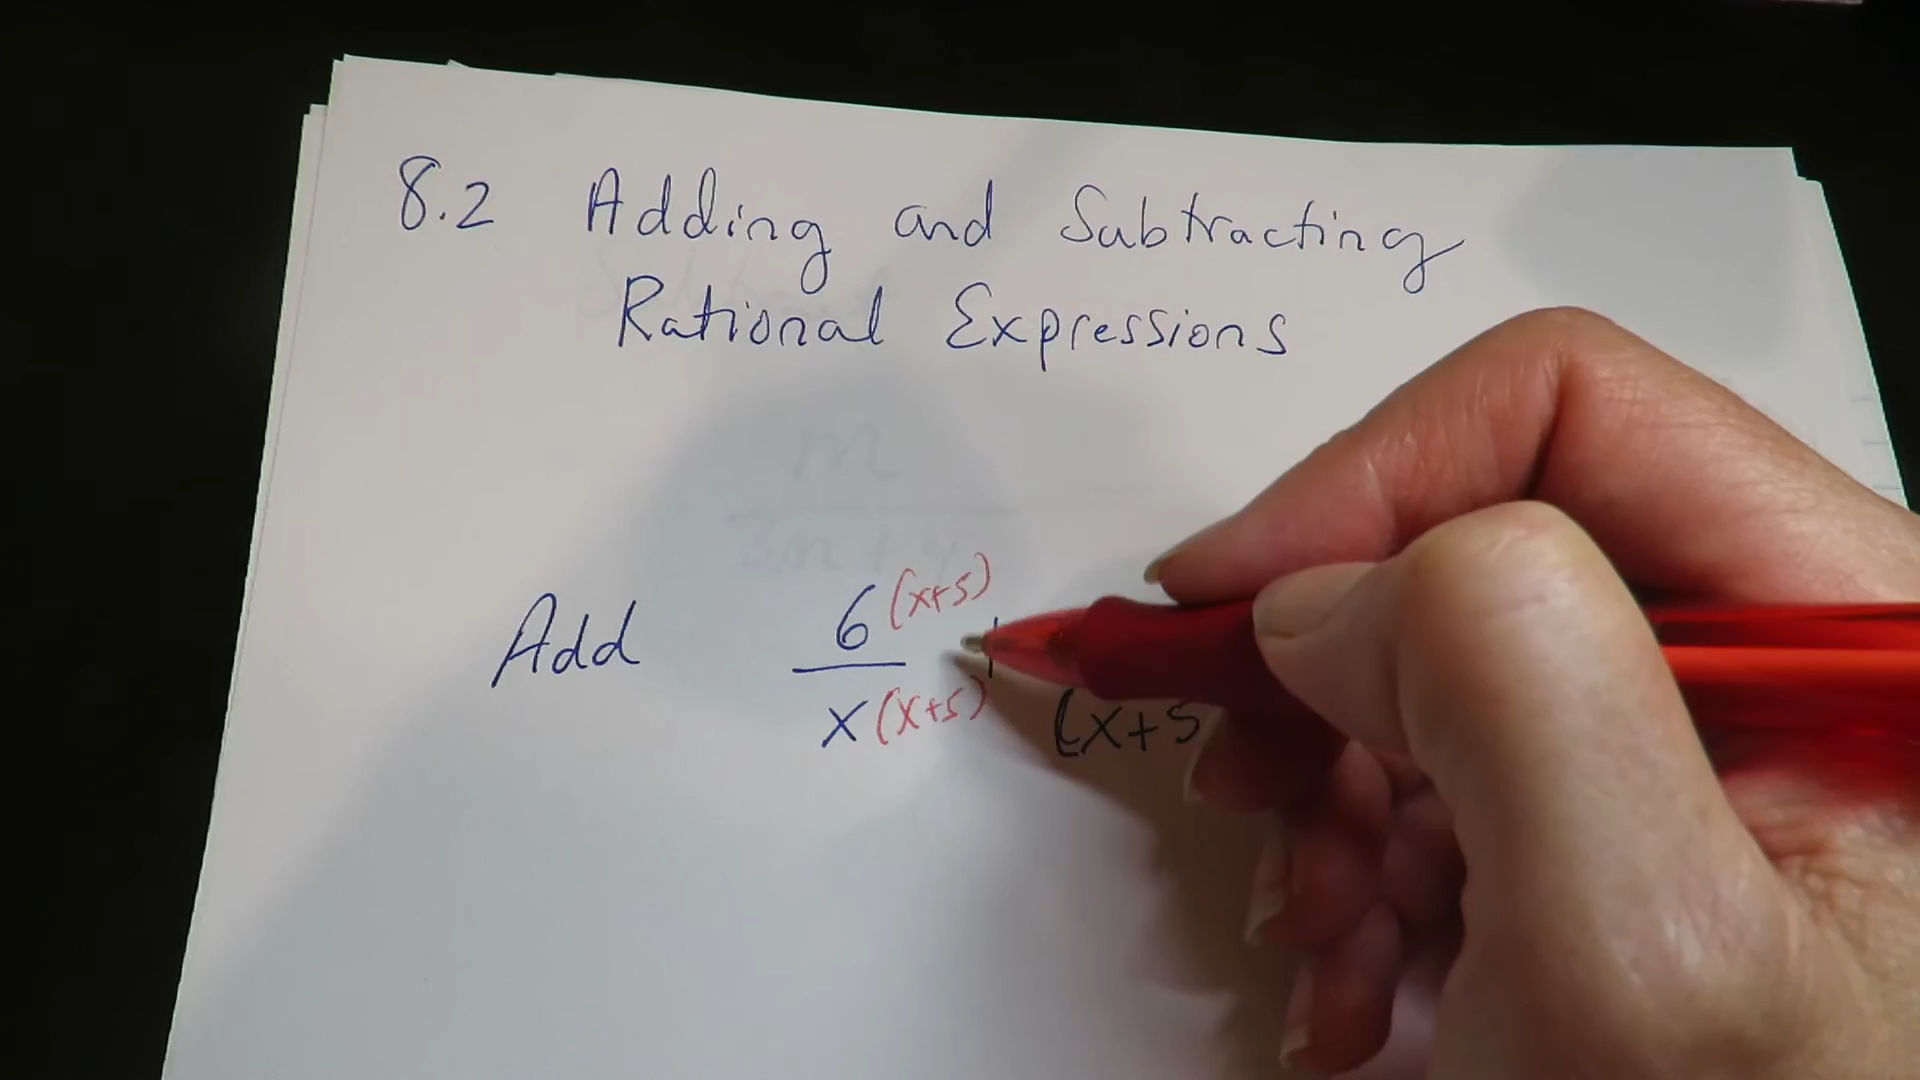 8.2 Adding and Subtracting
Rational Expressions
Add 6(x+5) +
x(x+5) (x+5